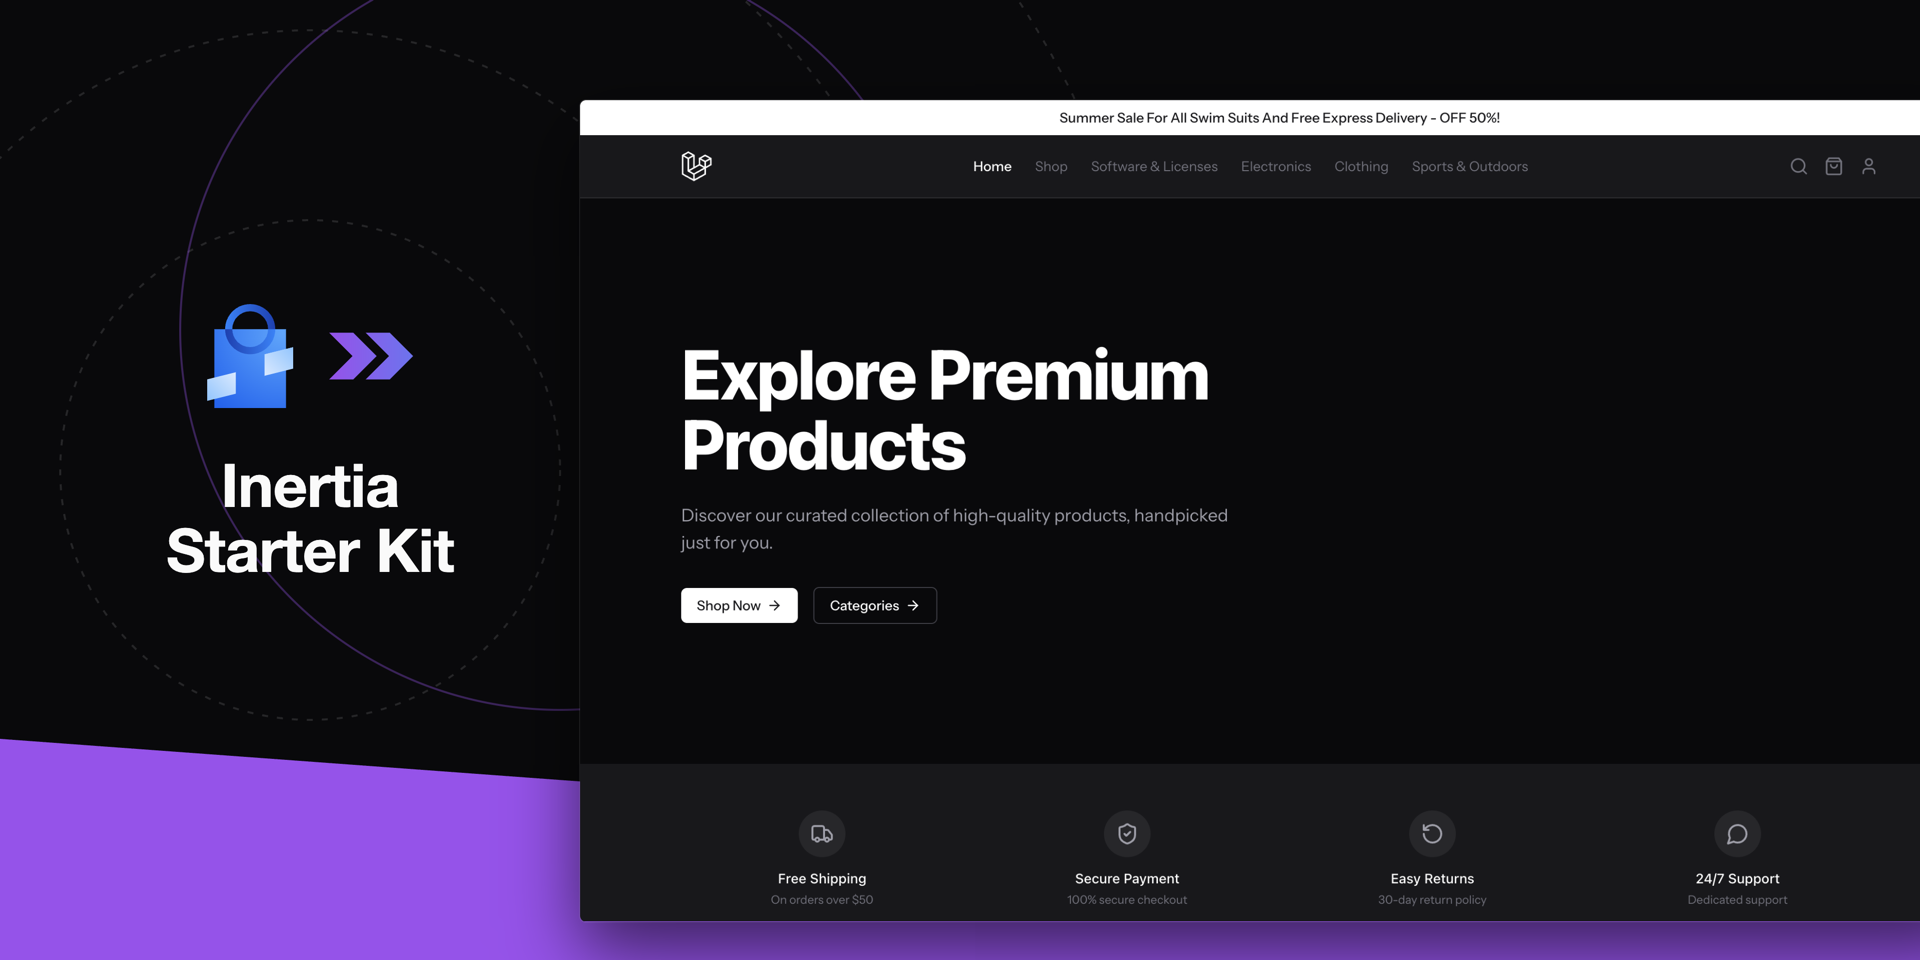 Inertia
Starter Kit
Summer Sale For All Swim Suits And Free Express Delivery - OFF 50%!
Home Shop Software & Licenses Electronics Clothing Sports & Outdoors
Explore Premium
Products
Discover our curated collection of high-quality products, handpicked
just for you.
Shop Now → Categories →
Free Shipping Secure Payment Easy Returns 24/7 Support
On orders over $50 100% secure checkout 30-day return policy Dedicated support